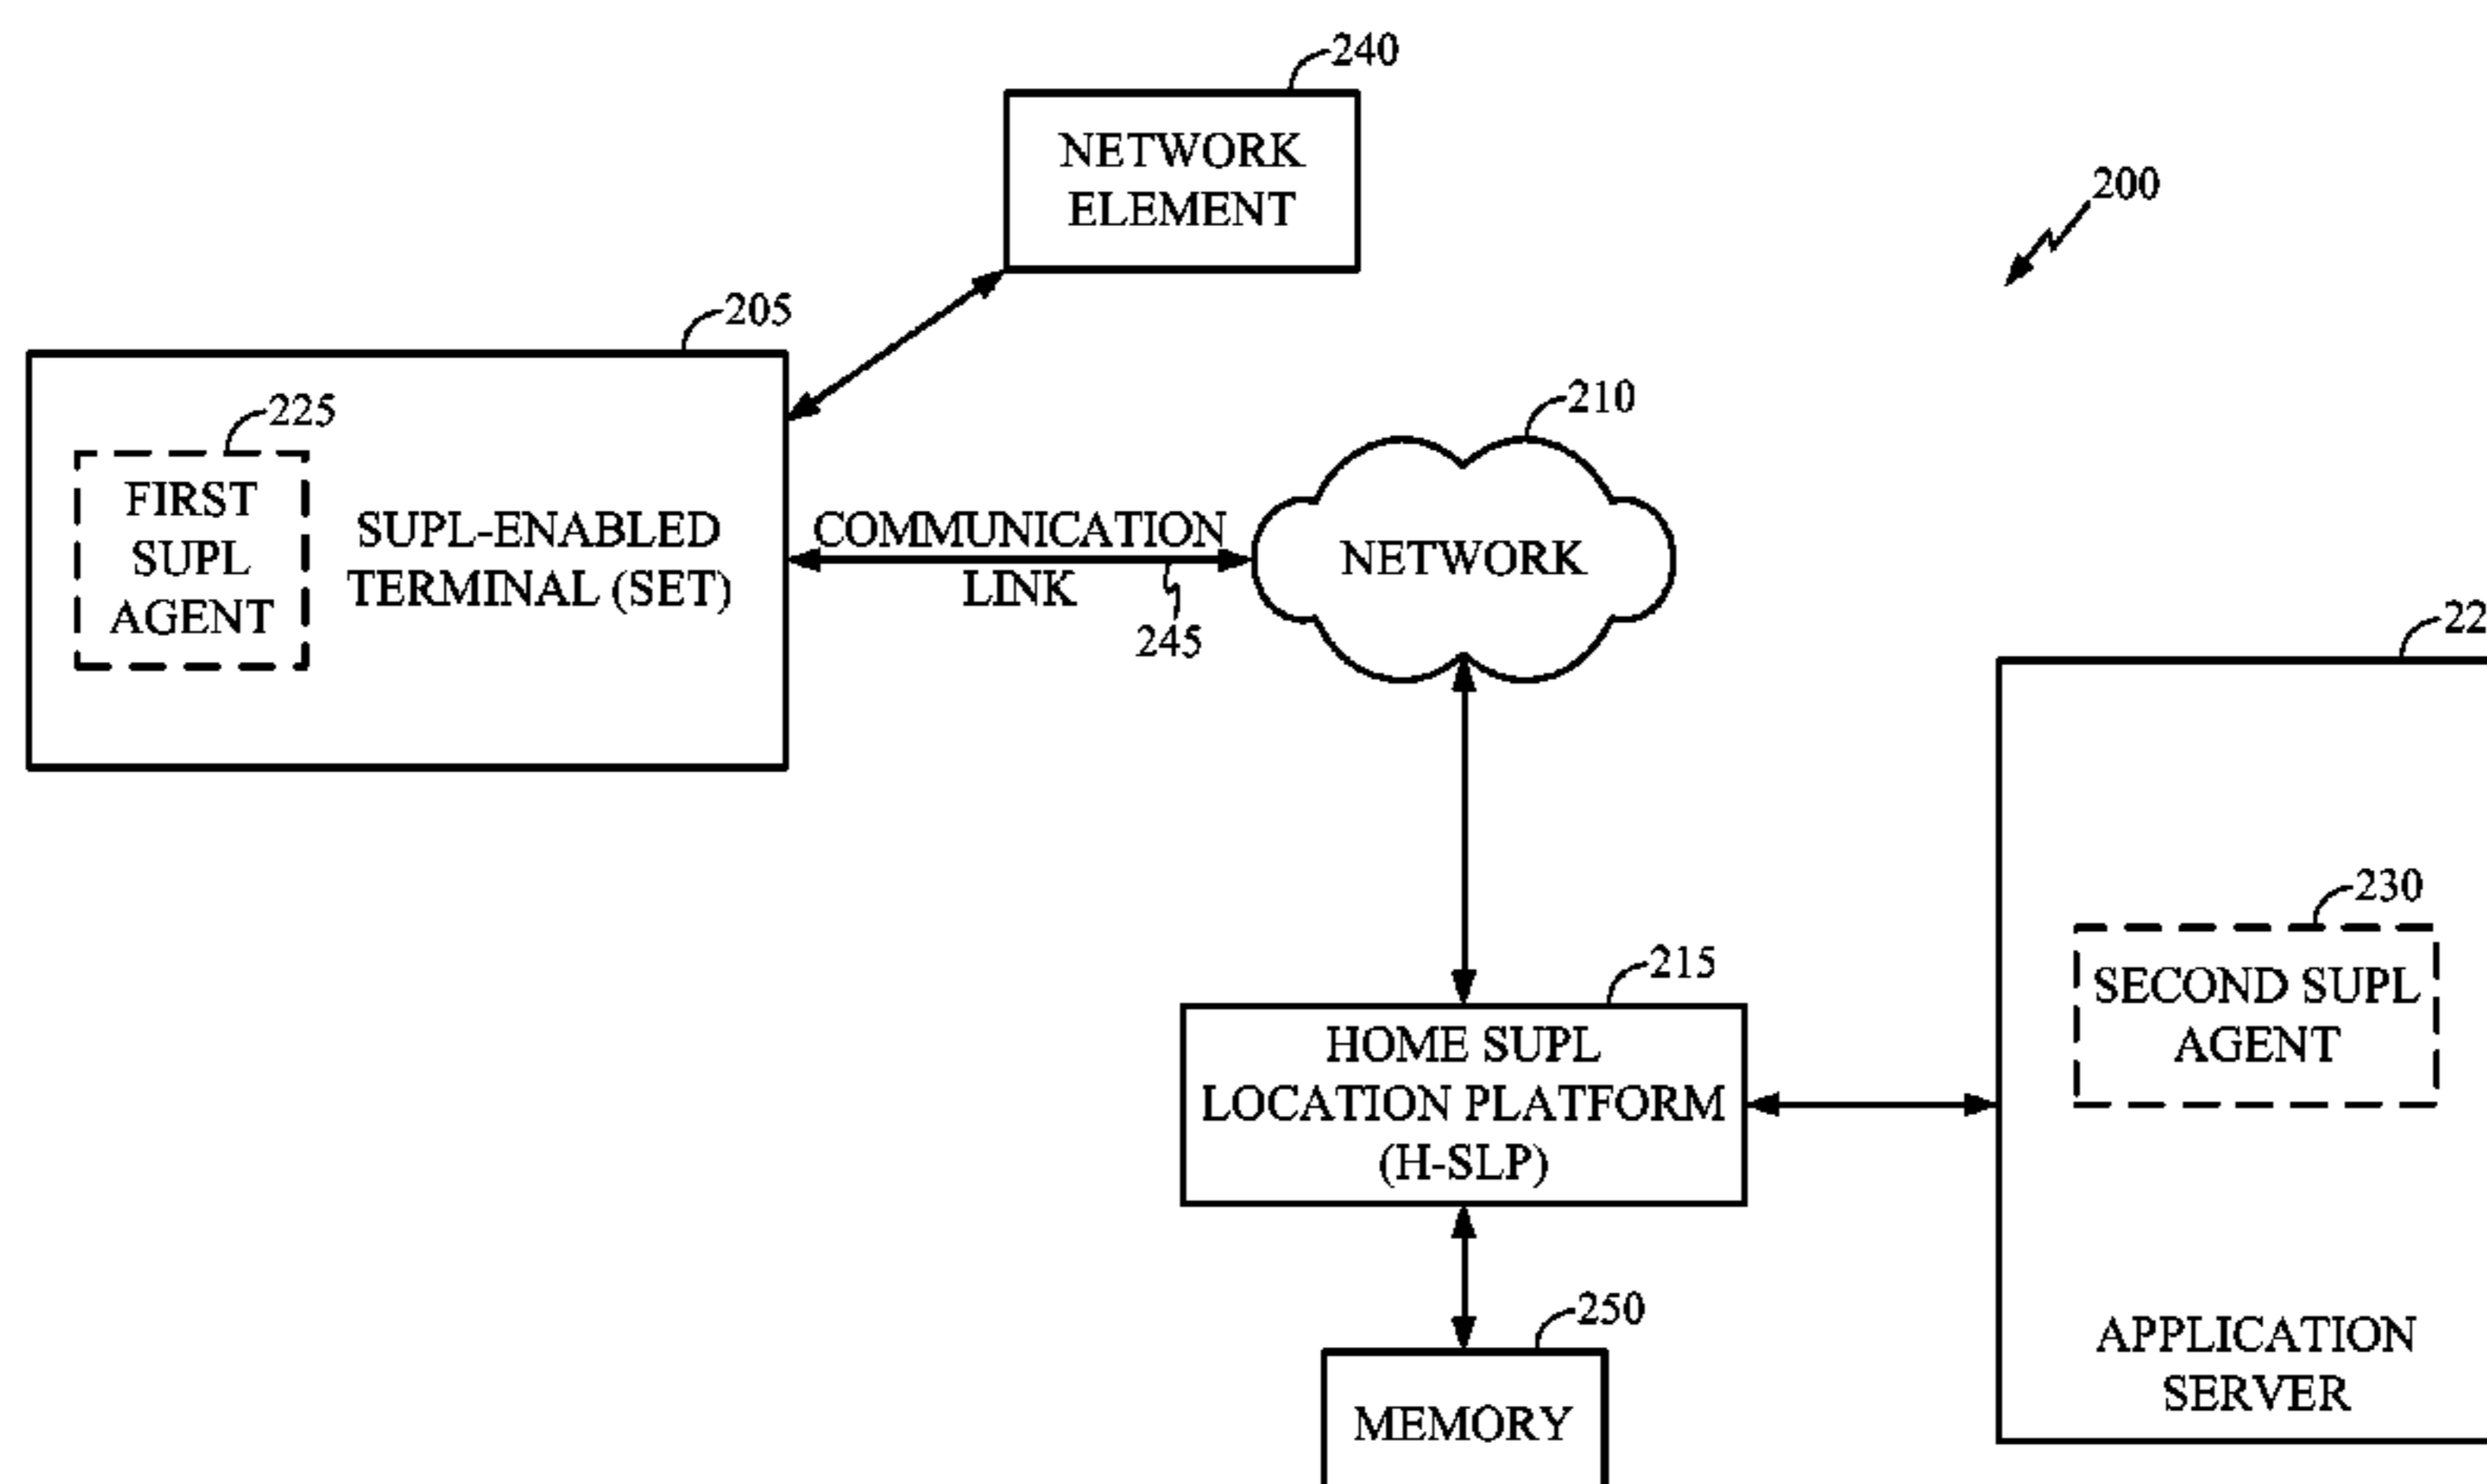 240
NETWORK
ELEMENT
200
205
225
210
FIRST
SUPL
AGENT
SUPL-ENABLED
TERMINAL (SET)
COMMUNICATION
LINK
245
NETWORK
22
230
SECOND SUPL
AGENT
215
HOME SUPL
LOCATION PLATFORM
(H-SLP)
250
MEMORY
APPLICATION
SERVER